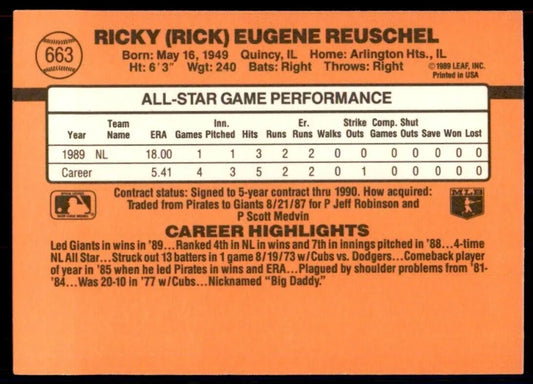 663
RICKY (RICK) EUGENE REUSCHEL
Born: May 16, 1949 Quincy, IL Home: Arlington Hts., IL
Ht: 6'3" Wgt: 240 Bats: Right Throws: Right
©1989 LEAF, INC.
Printed in USA
ALL-STAR GAME PERFORMANCE
Year Team Name ERA Games Inn. Pitched Hits Runs Er. Runs Walks Strike Outs Comp. Games Shut Outs Save Won Lost
1989 NL 18.00 1 1 3 2 2 0 0 0 0 0 0 0
Career 5.41 4 3 5 2 2 0 1 0 0 0 0 0
Contract status: Signed to 5-year contract thru 1990. How acquired:
Traded from Pirates to Giants 8/21/87 for P Jeff Robinson and
P Scott Medvin
MLB
CAREER HIGHLIGHTS
Led Giants in wins in '89...Ranked 4th in NL in wins and 7th in innings pitched in '88...4-time
NL All Star...Struck out 13 batters in 1 game 8/19/73 w/Cubs vs. Dodgers...Comeback player
of year in '85 when he led Pirates in wins and ERA...Plagued by shoulder problems from '81-
'84...Was 20-10 in '77 w/Cubs...Nicknamed "Big Daddy."